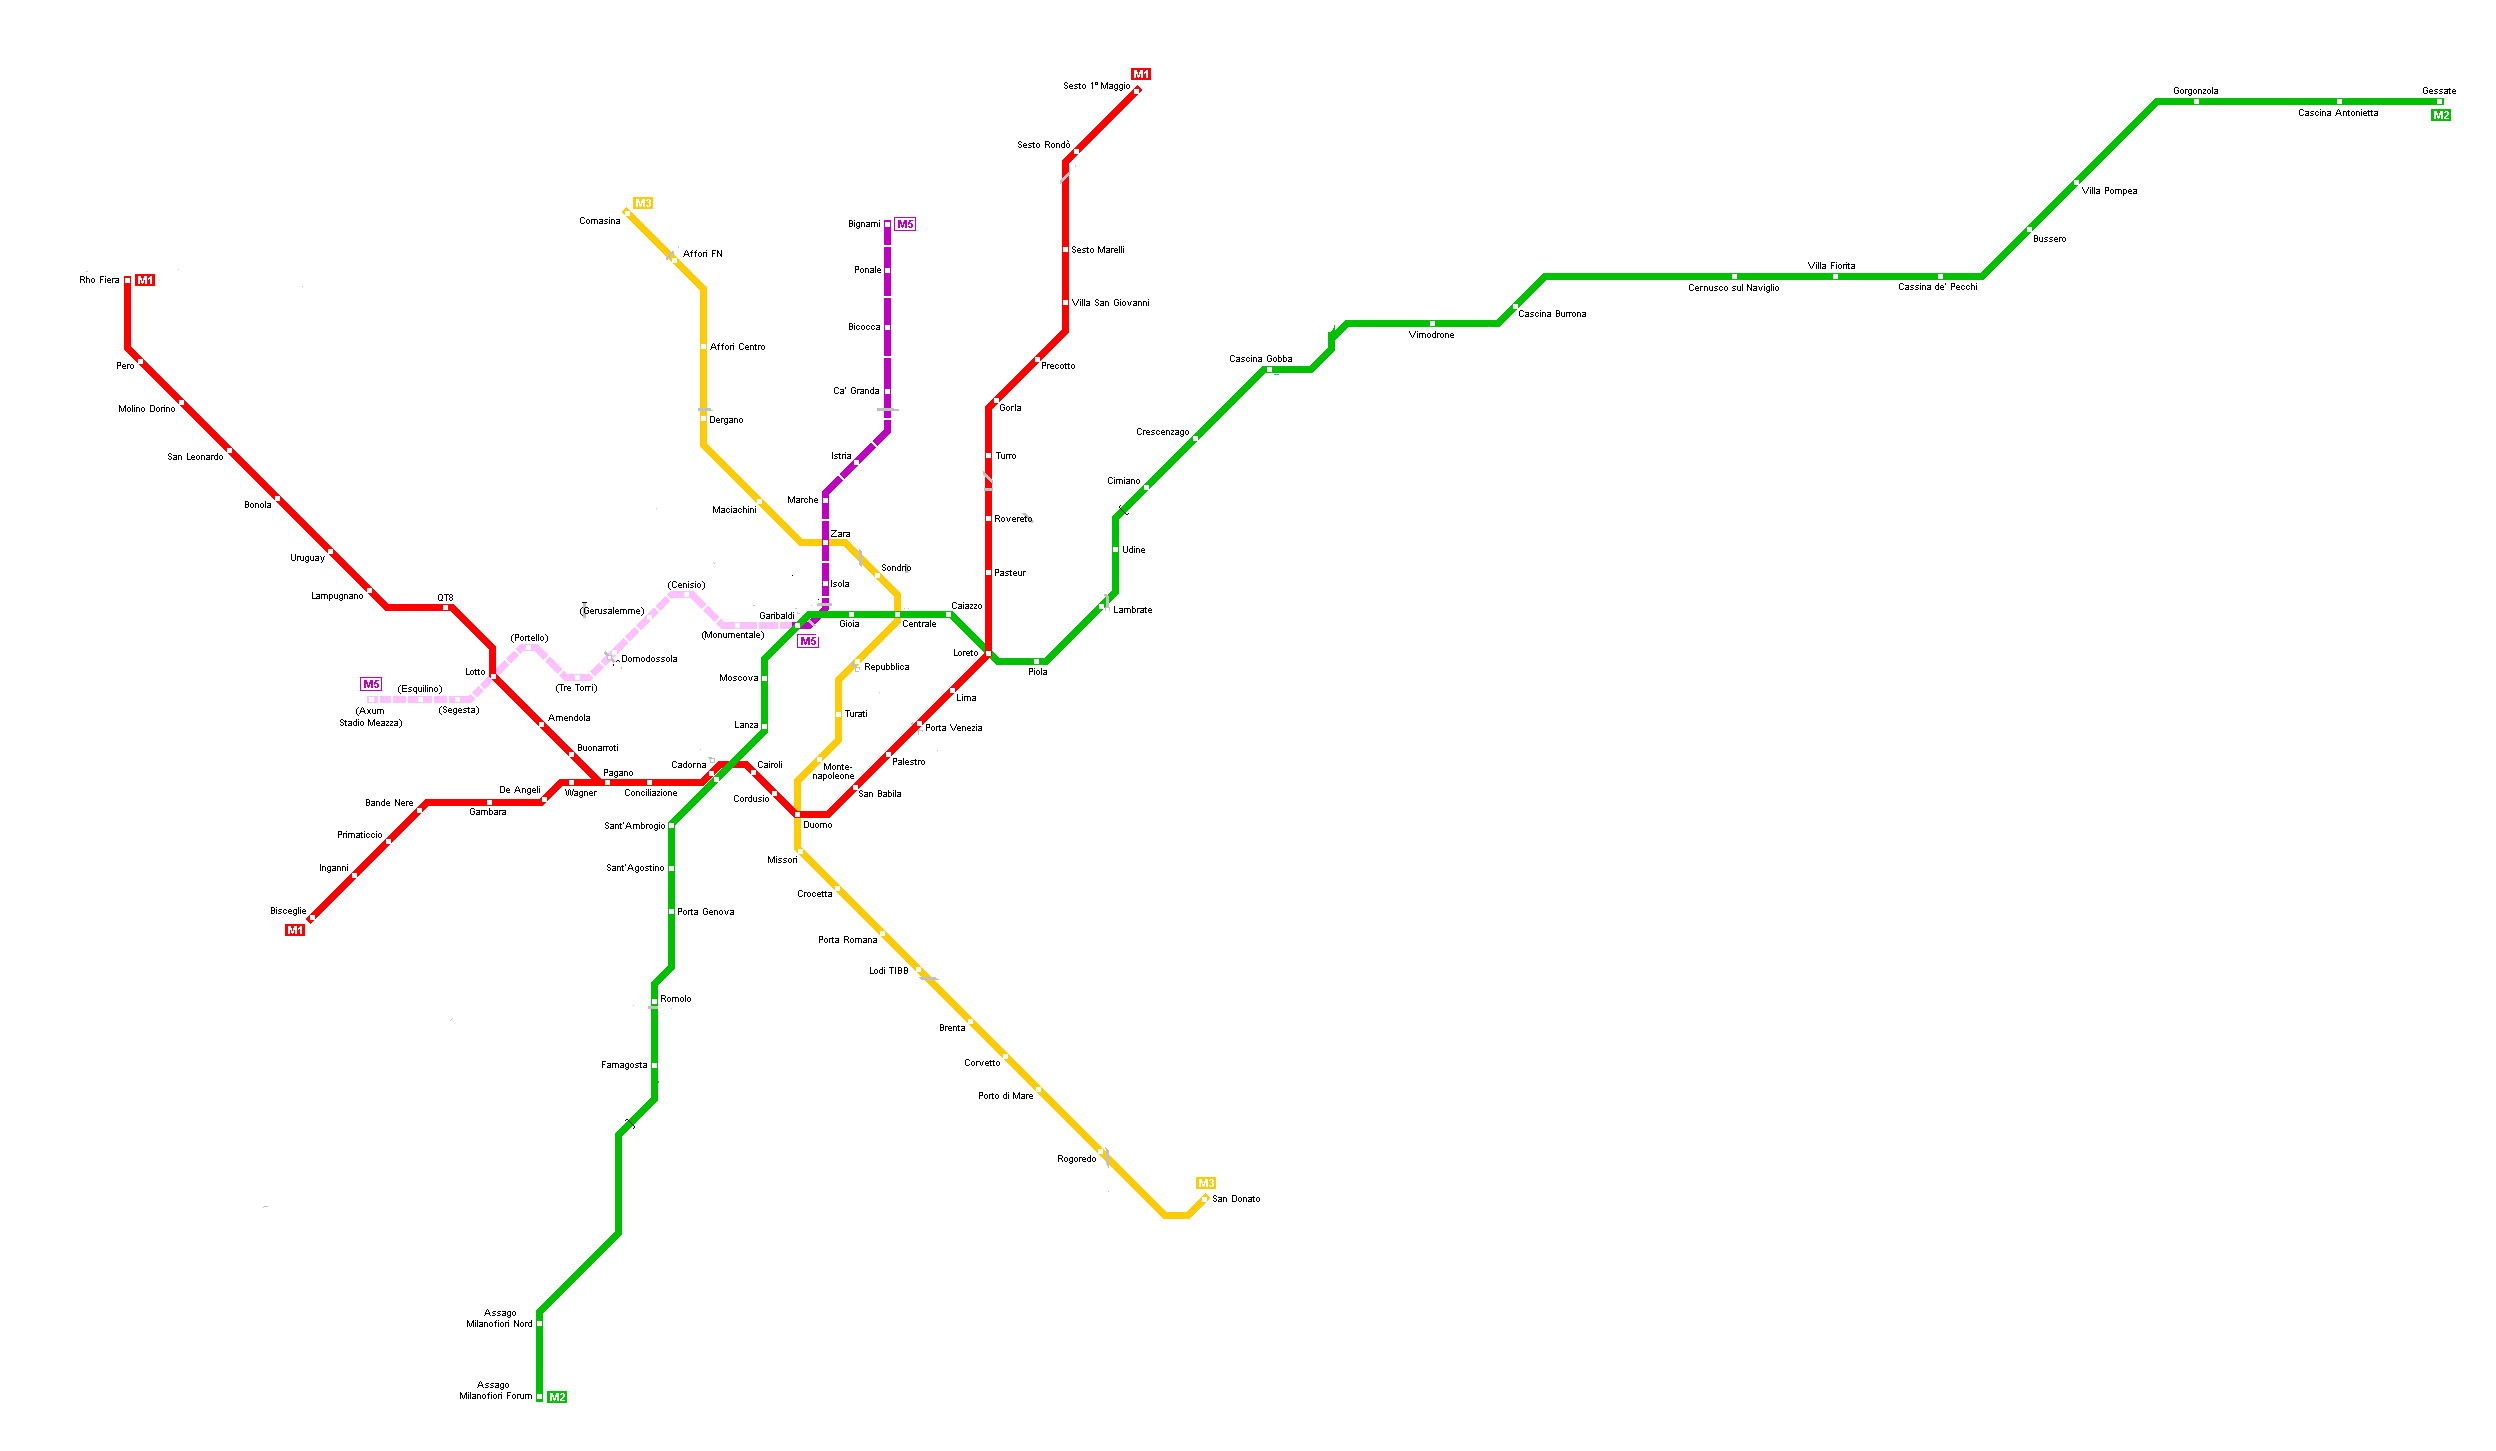 M1
Sesto 1° Maggio
Gorgonzola
Gessate
Cascina Antonietta
M2
Sesto Rondò
Villa Pompea
M3
Comasina
Bignami
M5
Bussero
Affori FN
Sesto Marelli
Ponale
Villa Fiorita
Rho Fiera
M1
Cernusco sul Naviglio
Cassina de' Pecchi
Villa San Giovanni
Cascina Burrona
Bicocca
Vimodrone
Affori Centro
Cascina Gobba
Pero
Precotto
Ca' Granda
Molino Dorino
Gorla
Dergano
Crescenzago
San Leonardo
Istria
Turro
Cimiano
Marche
Bonola
Maciachini
Rovereto
Zara
Udine
Uruguay
Sondrio
Pasteur
(Cenisio)
Isola
Lampugnano
QT8
(Gerusalemme)
Caiazzo
Lambrate
Garibaldi
Gioia
Centrale
(Monumentale)
(Portello)
M5
Loreto
Domodossola
Repubblica
Lotto
Piola
Moscova
M5
(Esquilino)
(Tre Torri)
Lima
(Axum
Stadio Meazza)
(Segesta)
Turati
Amendola
Lanza
Porta Venezia
Buonarroti
Palestro
Cadorna
Cairoli
Monte-
napoleone
Pagano
De Angeli
Wagner
Conciliazione
San Babila
Cordusio
Bande Nere
Gambara
Duomo
Sant'Ambrogio
Primaticcio
Missori
Inganni
Sant'Agostino
Crocetta
Bisceglie
Porta Genova
M1
Porta Romana
Lodi TIBB
Romolo
Brenta
Famagosta
Corvetto
Porto di Mare
Rogoredo
M3
San Donato
Assago
Milanofiori Nord
Assago
Milanofiori Forum
M2